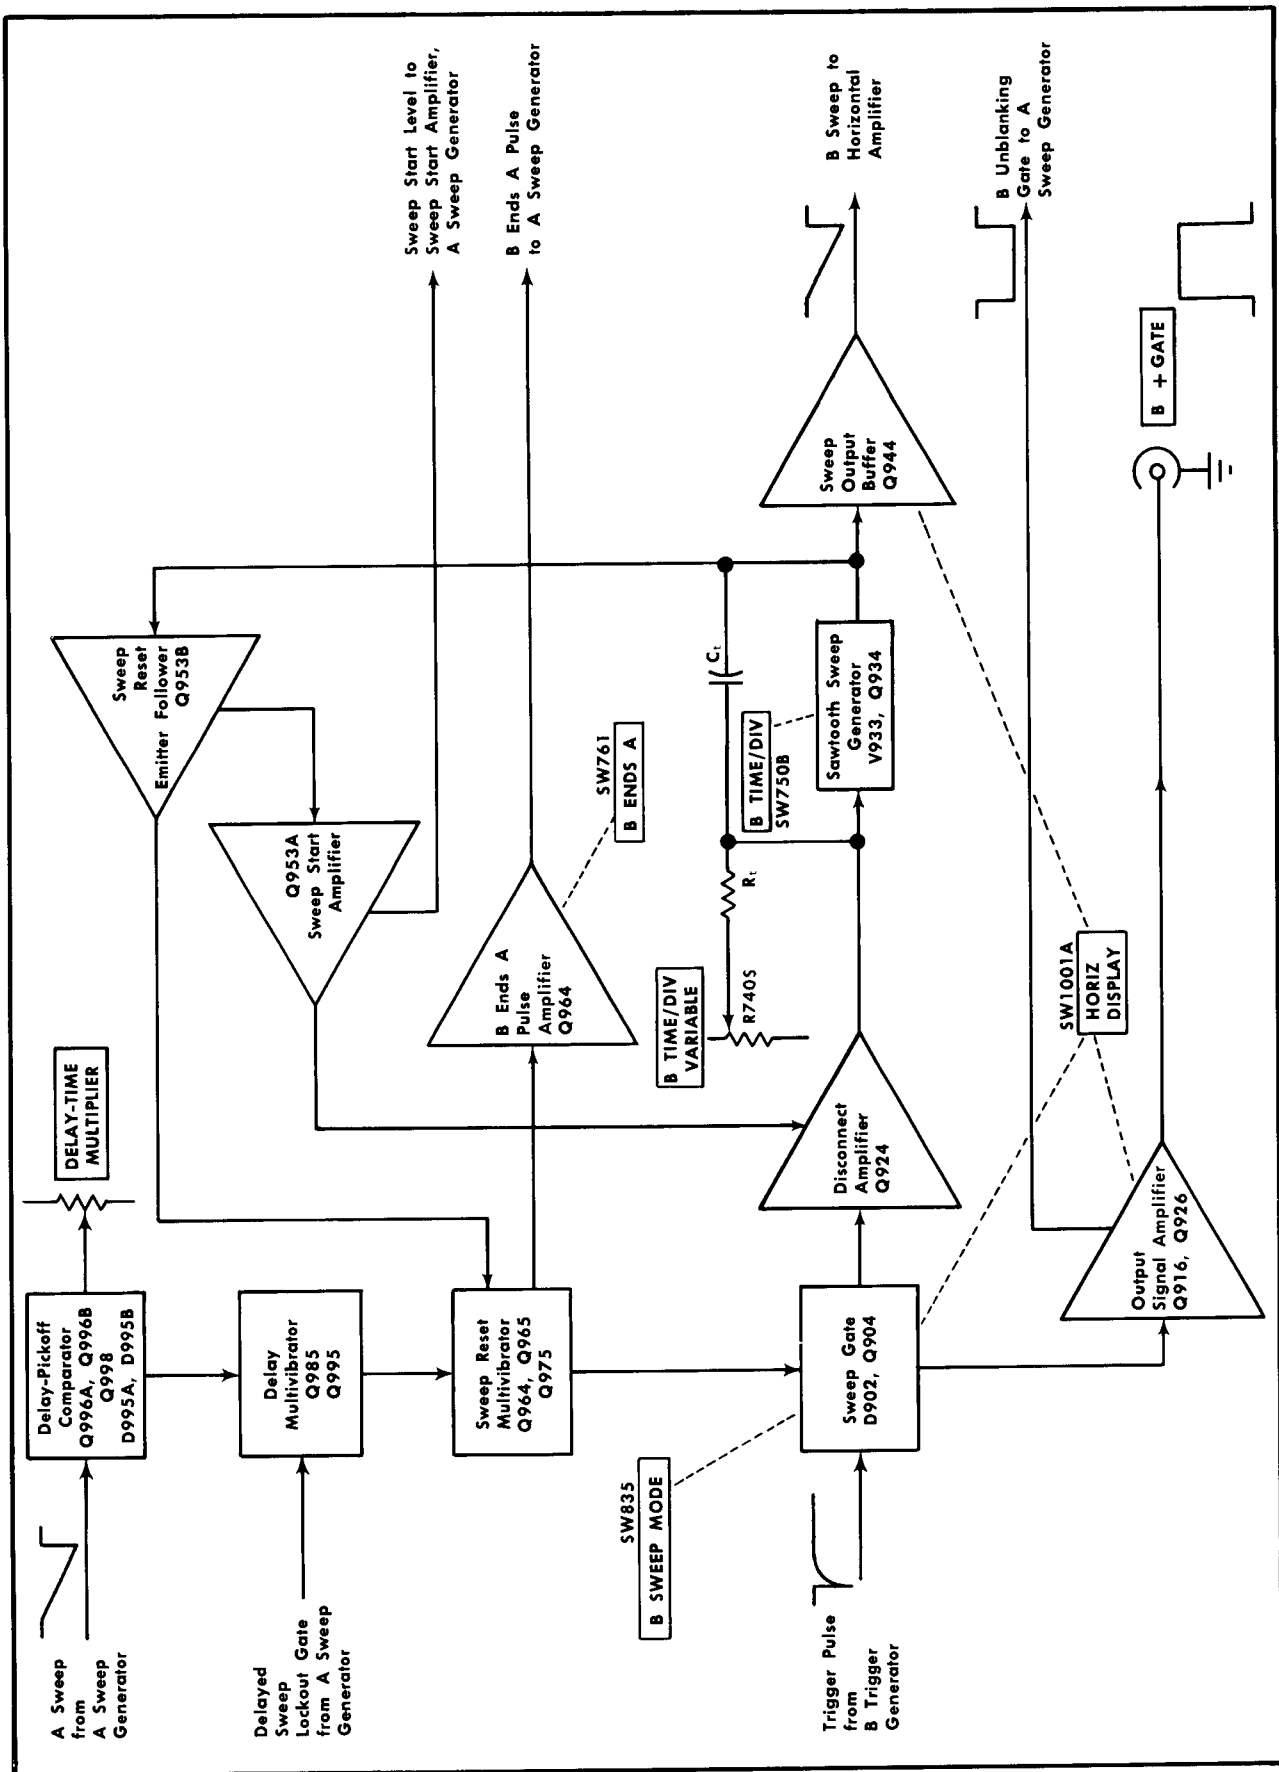 A Sweep
from
A Sweep
Generator
Delay-Pickoff
Comparator
Q996A, Q996B
Q998
D995A, D995B
DELAY-TIME
MULTIPLIER
Sweep
Reset
Emitter Follower
Q953B
Delayed
Sweep
Lockout Gate
from A Sweep
Generator
Delay
Multivibrator
Q985
Q995
Q953A
Sweep Start
Amplifier
Sweep Start Level to
Sweep Start Amplifier,
A Sweep Generator
Sweep Reset
Multivibrator
Q964, Q965
Q975
B Ends A
Pulse
Amplifier
Q964
SW761
B ENDS A
B Ends A Pulse
to A Sweep Generator
SW835
B SWEEP MODE
B TIME/DIV
VARIABLE
R740S
Rt
Ct
B TIME/DIV
SW750B
Trigger Pulse
from
B Trigger
Generator
Sweep Gate
D902, Q904
Disconnect
Amplifier
Q924
Sawtooth Sweep
Generator
V933, Q934
Sweep
Output
Buffer
Q944
B Sweep to
Horizontal
Amplifier
SW1001A
HORIZ
DISPLAY
B Unblanking
Gate to A
Sweep Generator
Output
Signal Amplifier
Q916, Q926
B + GATE